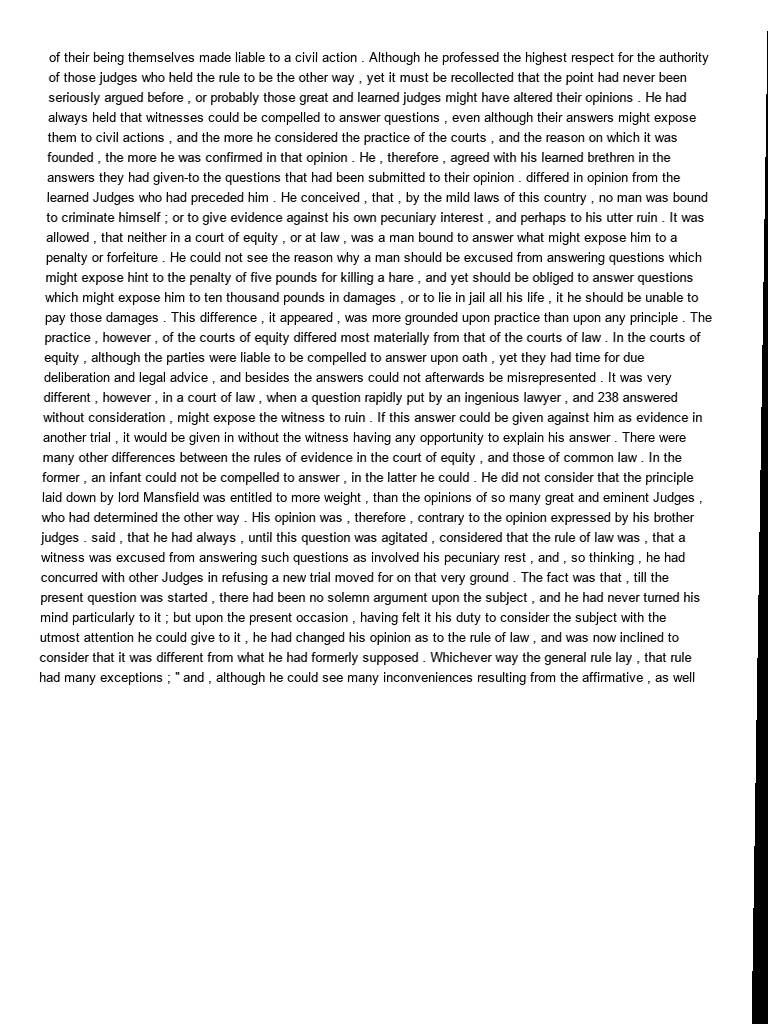 of their being themselves made liable to a civil action . Although he professed the highest respect for the authority
of those judges who held the rule to be the other way , yet it must be recollected that the point had never been
seriously argued before , or probably those great and learned judges might have altered their opinions . He had
always held that witnesses could be compelled to answer questions , even although their answers might expose
them to civil actions , and the more he considered the practice of the courts , and the reason on which it was
founded , the more he was confirmed in that opinion . He , therefore , agreed with his learned brethren in the
answers they had given-to the questions that had been submitted to their opinion . differed in opinion from the
learned Judges who had preceded him . He conceived , that , by the mild laws of this country , no man was bound
to criminate himself ; or to give evidence against his own pecuniary interest , and perhaps to his utter ruin . It was
allowed , that neither in a court of equity , or at law , was a man bound to answer what might expose him to a
penalty or forfeiture . He could not see the reason why a man should be excused from answering questions which
might expose hint to the penalty of five pounds for killing a hare , and yet should be obliged to answer questions
which might expose him to ten thousand pounds in damages , or to lie in jail all his life , it he should be unable to
pay those damages . This difference , it appeared , was more grounded upon practice than upon any principle . The
practice , however , of the courts of equity differed most materially from that of the courts of law . In the courts of
equity , although the parties were liable to be compelled to answer upon oath , yet they had time for due
deliberation and legal advice , and besides the answers could not afterwards be misrepresented . It was very
different , however , in a court of law , when a question rapidly put by an ingenious lawyer , and 238 answered
without consideration , might expose the witness to ruin . If this answer could be given against him as evidence in
another trial , it would be given in without the witness having any opportunity to explain his answer . There were
many other differences between the rules of evidence in the court of equity , and those of common law . In the
former , an infant could not be compelled to answer , in the latter he could . He did not consider that the principle
laid down by lord Mansfield was entitled to more weight , than the opinions of so many great and eminent Judges ,
who had determined the other way . His opinion was , therefore , contrary to the opinion expressed by his brother
judges . said , that he had always , until this question was agitated , considered that the rule of law was , that a
witness was excused from answering such questions as involved his pecuniary rest , and , so thinking , he had
concurred with other Judges in refusing a new trial moved for on that very ground . The fact was that , till the
present question was started , there had been no solemn argument upon the subject , and he had never turned his
mind particularly to it ; but upon the present occasion , having felt it his duty to consider the subject with the
utmost attention he could give to it , he had changed his opinion as to the rule of law , and was now inclined to
consider that it was different from what he had formerly supposed . Whichever way the general rule lay , that rule
had many exceptions ; " and , although he could see many inconveniences resulting from the affirmative , as well